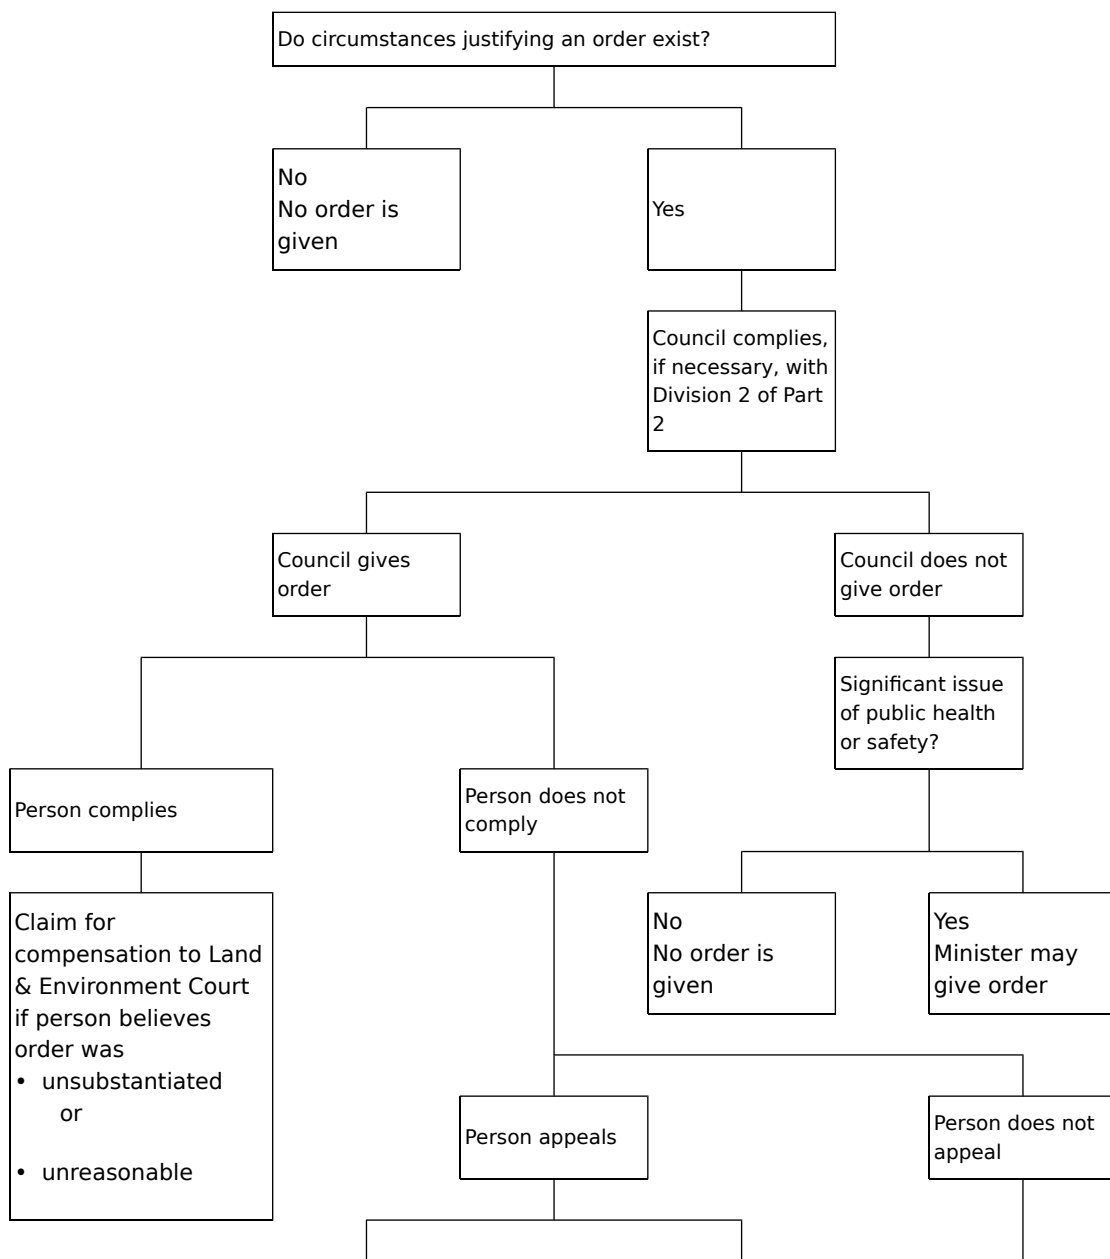 Do circumstances justifying an order exist?
No
No order is
given
Yes
Council complies,
if necessary, with
Division 2 of Part
2
Council gives
order
Council does not
give order
Significant issue
of public health
or safety?
Person complies
Person does not
comply
Claim for
compensation to Land
& Environment Court
if person believes
order was
• unsubstantiated
or
• unreasonable
No
No order is
given
Yes
Minister may
give order
Person appeals
Person does not
appeal